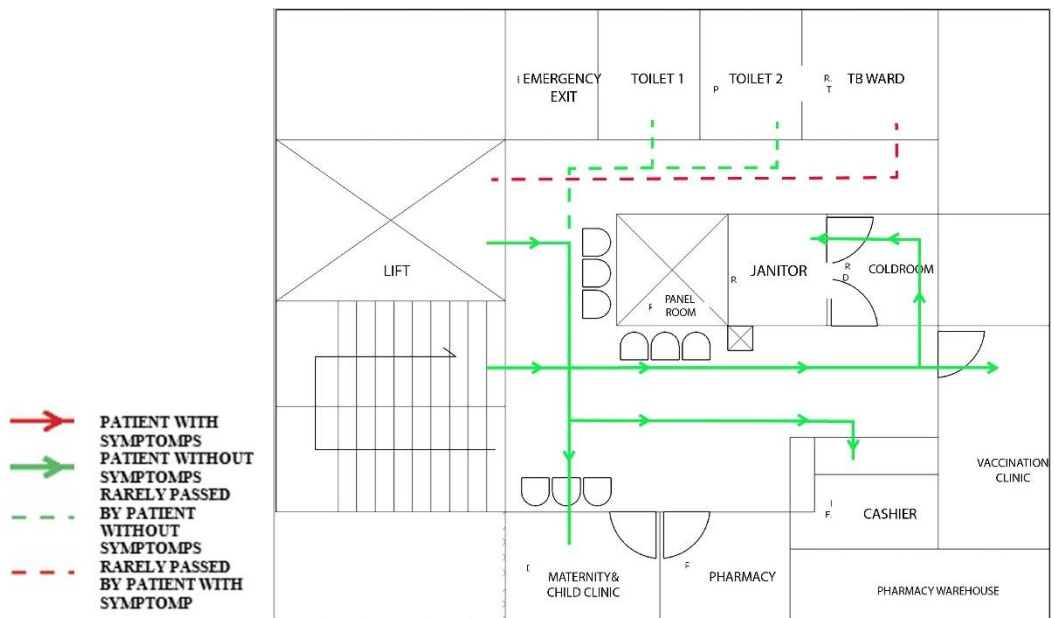 EMERGENCY
EXIT
TOILET 1
P
TOILET 2
R.
T
TB WARD
LIFT
F
PANEL
ROOM
R
JANITOR
R
D
COLDROOM
PATIENT WITH
SYMPTOMPS
PATIENT WITHOUT
SYMPTOMPS
RARELY PASSED
BY PATIENT
WITHOUT
SYMPTOMPS
RARELY PASSED
BY PATIENT WITH
SYMPTOMP
VACCINATION
CLINIC
CASHIER
MATERNITY&
CHILD CLINIC
PHARMACY
PHARMACY WAREHOUSE